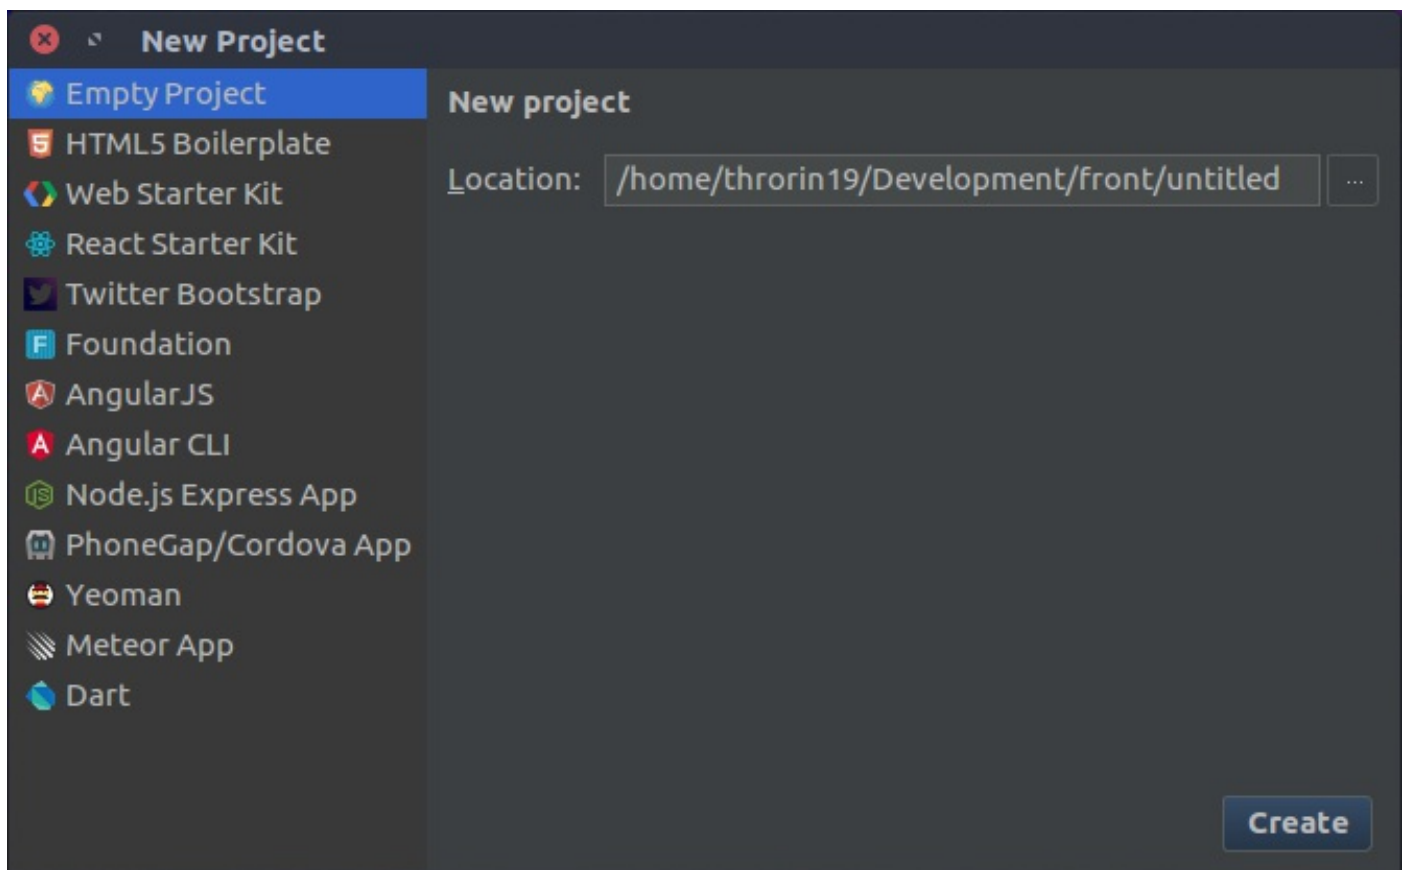 New Project
Empty Project
HTML5 Boilerplate
Web Starter Kit
React Starter Kit
Twitter Bootstrap
Foundation
AngularJS
Angular CLI
Node.js Express App
PhoneGap/Cordova App
Yeoman
Meteor App
Dart
New project
Location: /home/throrin19/Development/front/untitled ...
Create